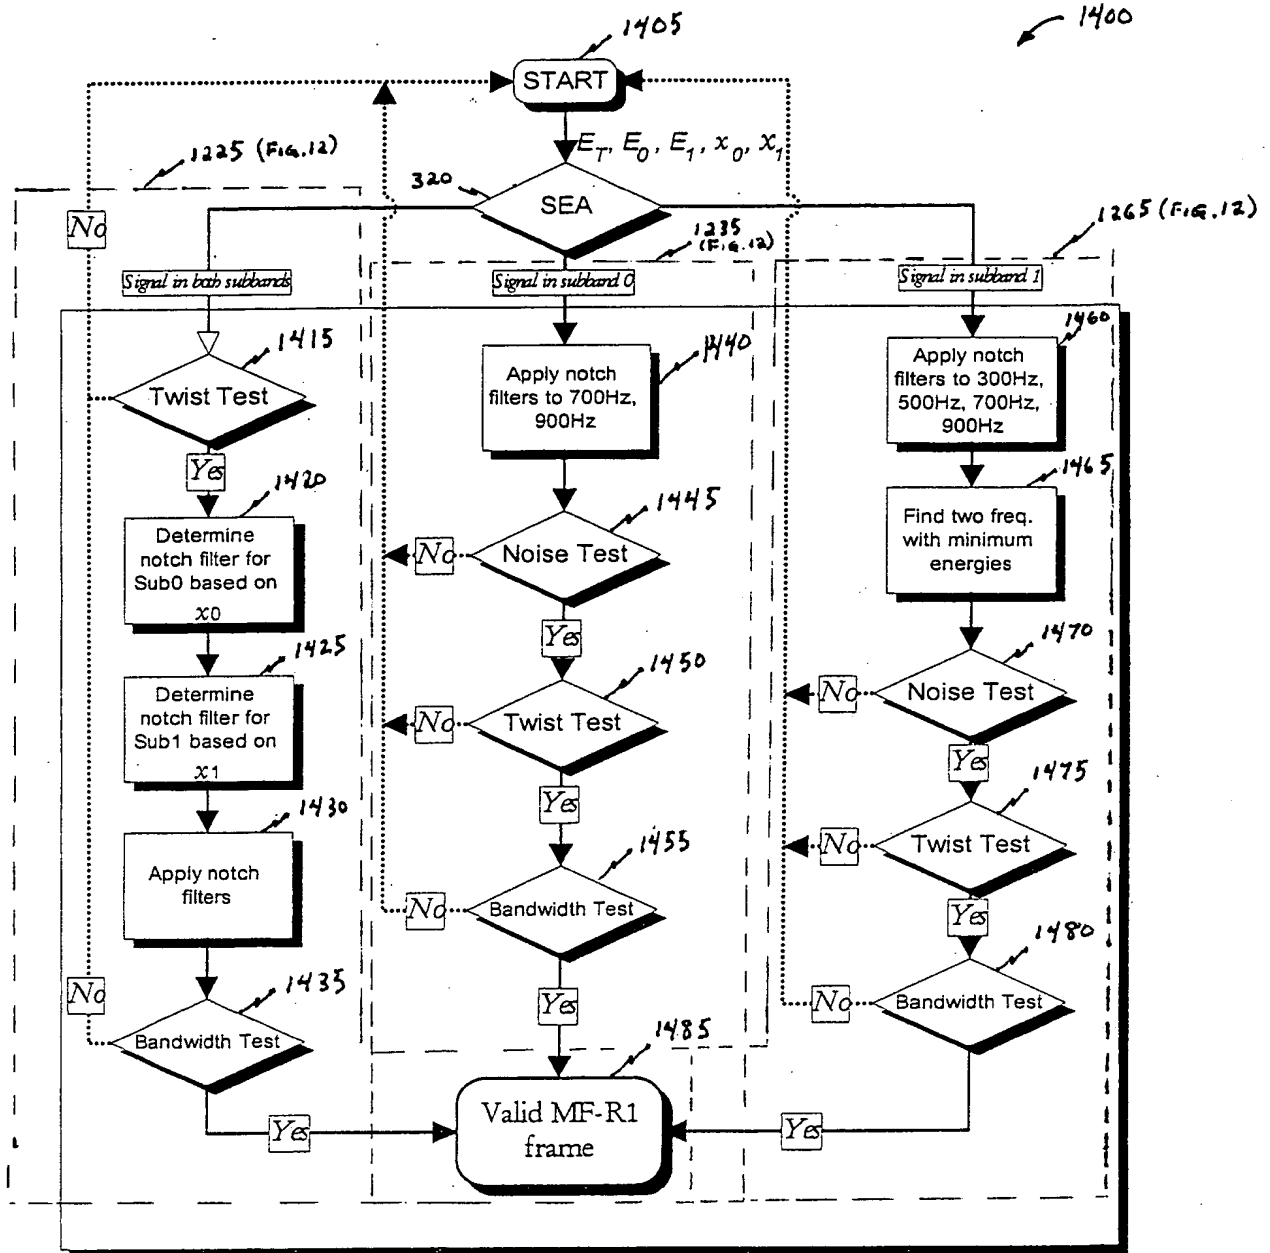 1400
1405
START
E_T, E_0, E_1, x_0, x_1
1225 (FIG. 12)
320
SEA
1235
(FIG. 12)
1265 (FIG. 12)
No
Signal in both subbands
Signal in subband 0
Signal in subband 1
1415
Twist Test
Yes
1420
Determine
notch filter for
Sub0 based on
x0
1425
Determine
notch filter for
Sub1 based on
x1
1430
Apply notch
filters
No
1435
Bandwidth Test
Yes
1440
Apply notch
filters to 700Hz,
900Hz
1445
No
Noise Test
Yes
1450
No
Twist Test
Yes
1455
No
Bandwidth Test
Yes
1460
Apply notch
filters to 300Hz,
500Hz, 700Hz,
900Hz
1465
Find two freq.
with minimum
energies
1470
No
Noise Test
Yes
1475
No
Twist Test
Yes
1480
No
Bandwidth Test
Yes
1485
Valid MF-R1
frame